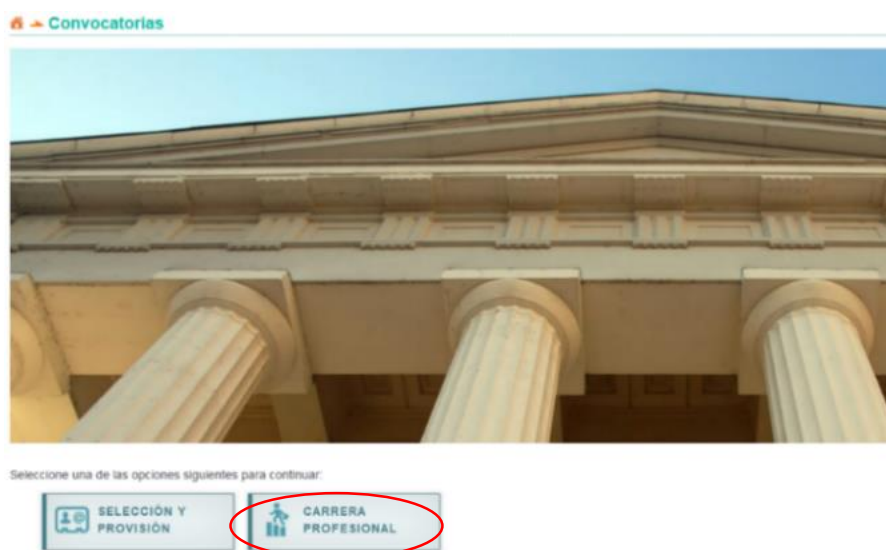 Convocatorias
Seleccione una de las opciones siguientes para continuar:
SELECCIÓN Y
PROVISIÓN
CARRERA
PROFESIONAL